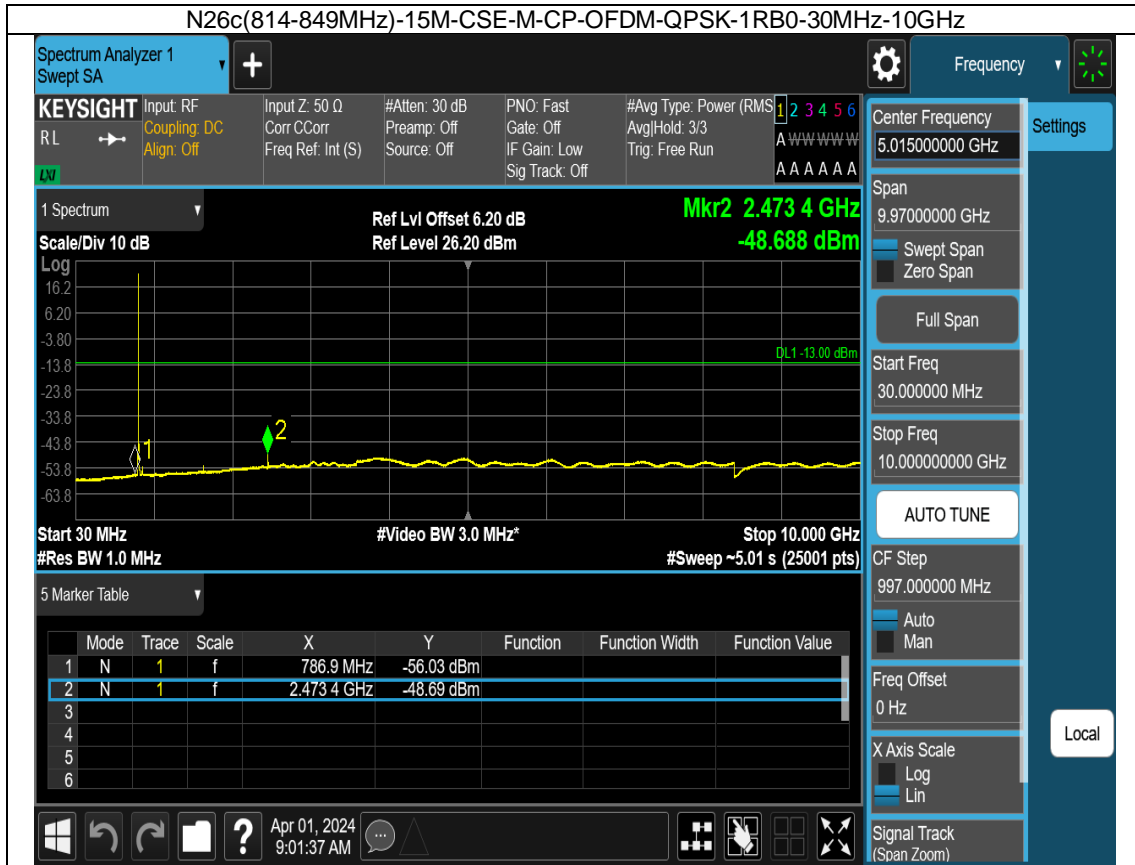 N26c(814-849MHz)-15M-CSE-M-CP-OFDM-QPSK-1RB0-30MHz-10GHz
Spectrum Analyzer 1
Swept SA
Frequency
KEYSIGHT
R L
LXI
Input: RF
Coupling: DC
Align: Off
Input Z: 50 Ω
Corr CCorr
Freq Ref: Int (S)
#Atten: 30 dB
Preamp: Off
Source: Off
PNO: Fast
Gate: Off
IF Gain: Low
Sig Track: Off
#Avg Type: Power (RMS
Avg|Hold: 3/3
Trig: Free Run
1 2 3 4 5 6
A W W W W W
A A A A A A
1 Spectrum
Scale/Div 10 dB
Ref Lvl Offset 6.20 dB
Ref Level 26.20 dBm
Mkr2 2.473 4 GHz
-48.688 dBm
Log
16.2
6.20
-3.80
-13.8
-23.8
-33.8
-43.8
-53.8
-63.8
DL1 -13.00 dBm
1
2
Start 30 MHz
#Res BW 1.0 MHz
#Video BW 3.0 MHz*
Stop 10.000 GHz
#Sweep ~5.01 s (25001 pts)
5 Marker Table
Mode Trace Scale X Y Function Function Width Function Value
1 N 1 f 786.9 MHz -56.03 dBm
2 N 1 f 2.473 4 GHz -48.69 dBm
3
4
5
6
Apr 01, 2024
9:01:37 AM
Center Frequency
5.015000000 GHz
Settings
Span
9.97000000 GHz
Swept Span
Zero Span
Full Span
Start Freq
30.000000 MHz
Stop Freq
10.000000000 GHz
AUTO TUNE
CF Step
997.000000 MHz
Auto
Man
Freq Offset
0 Hz
Local
X Axis Scale
Log
Lin
Signal Track
(Span Zoom)